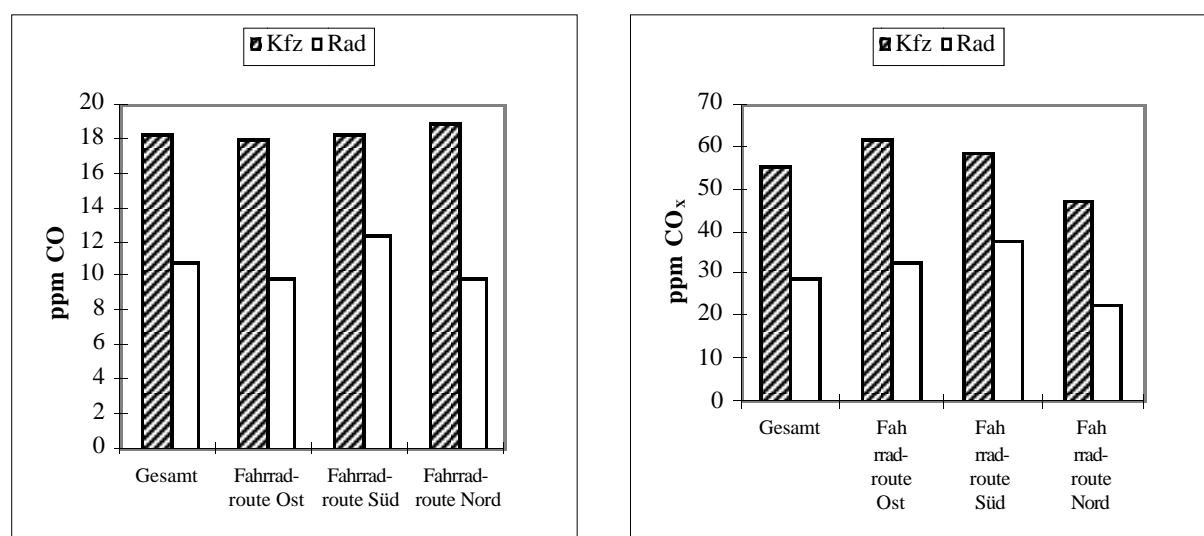 Kfz Rad
ppm CO
20
18
16
14
12
10
8
6
4
2
0
Gesamt
Fahrrad-
route Ost
Fahrrad-
route Süd
Fahrrad-
route Nord
Kfz Rad
ppm COx
70
60
50
40
30
20
10
0
Gesamt
Fah
rrad-
route
Ost
Fah
rrad-
route
Süd
Fah
rrad-
route
Nord